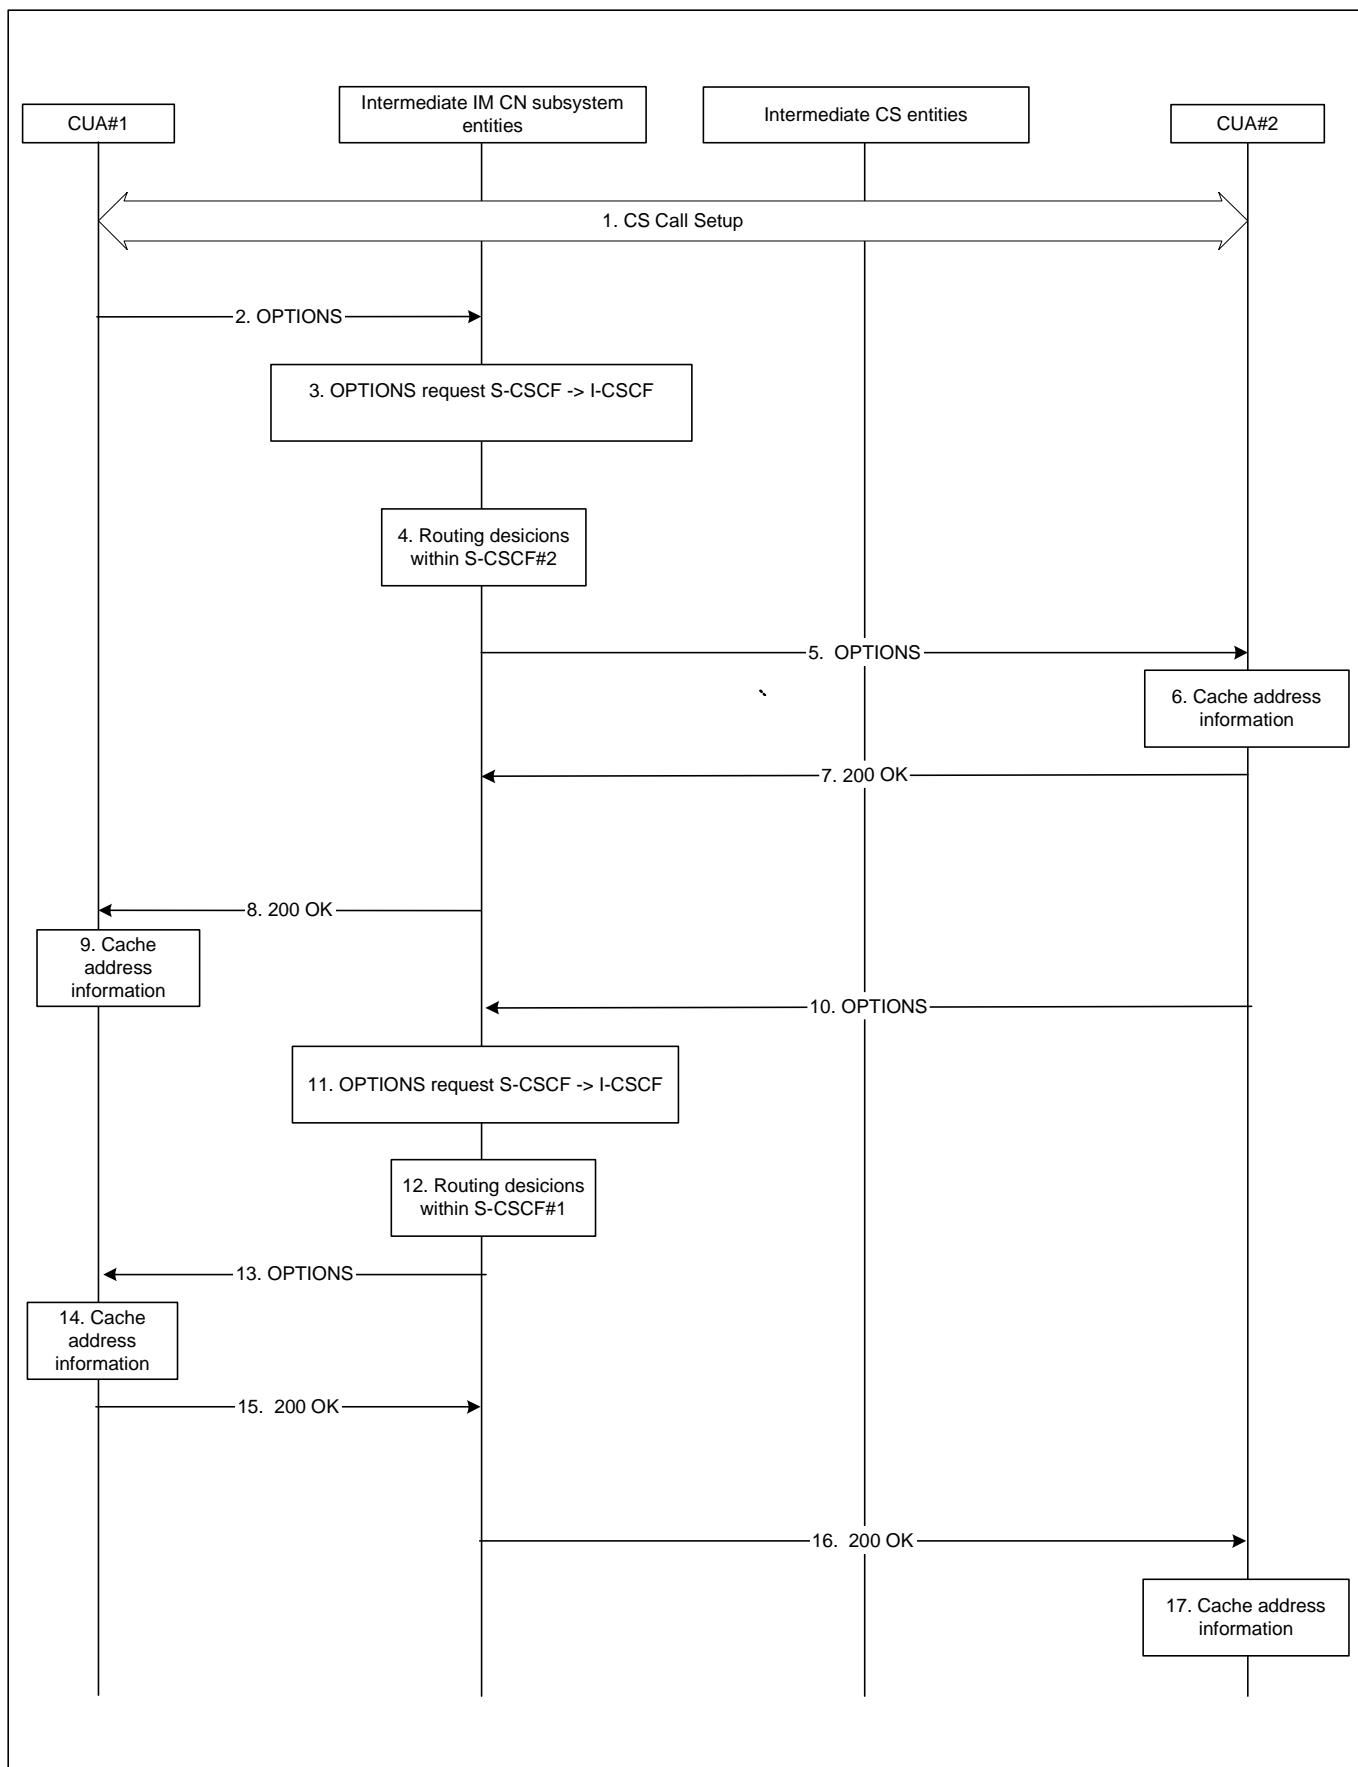 CUA#1
Intermediate IM CN subsystem
entities
Intermediate CS entities
CUA#2
1. CS Call Setup
2. OPTIONS
3. OPTIONS request S-CSCF -> I-CSCF
4. Routing desicions
within S-CSCF#2
5. OPTIONS
6. Cache address
information
7. 200 OK
8. 200 OK
9. Cache
address
information
10. OPTIONS
11. OPTIONS request S-CSCF -> I-CSCF
12. Routing desicions
within S-CSCF#1
13. OPTIONS
14. Cache
address
information
15. 200 OK
16. 200 OK
17. Cache address
information